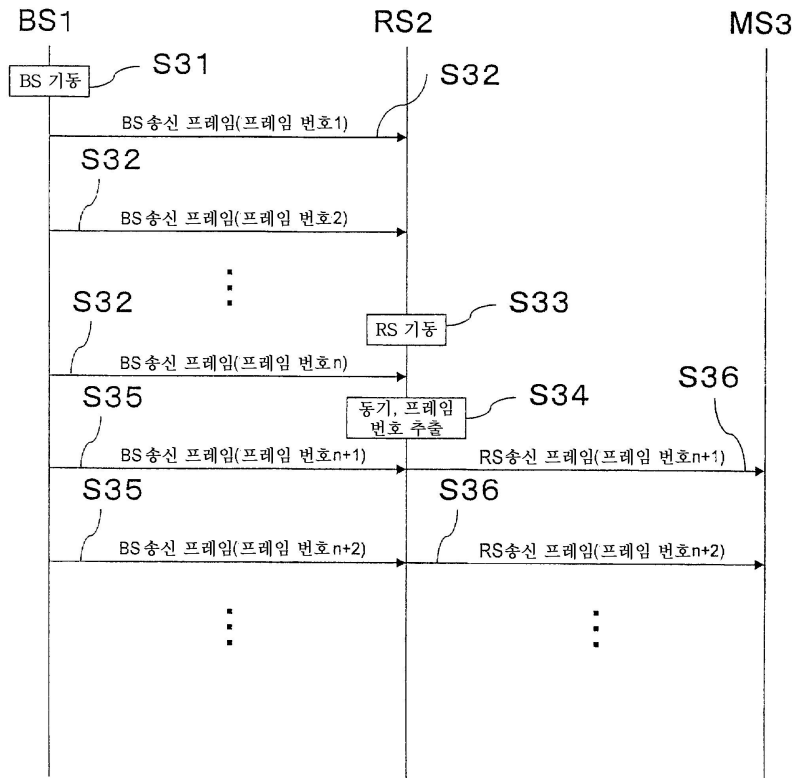 BS1
RS2
MS3
BS 기동
S31
S32
BS송신 프레임(프레임 번호1)
S32
BS송신 프레임(프레임 번호2)
S33
RS 기동
S32
BS송신 프레임(프레임 번호n)
S36
S35
S34
동기, 프레임
번호 추출
BS송신 프레임(프레임 번호n+1)
RS송신 프레임(프레임 번호n+1)
S35
S36
BS송신 프레임(프레임 번호n+2)
RS송신 프레임(프레임 번호n+2)